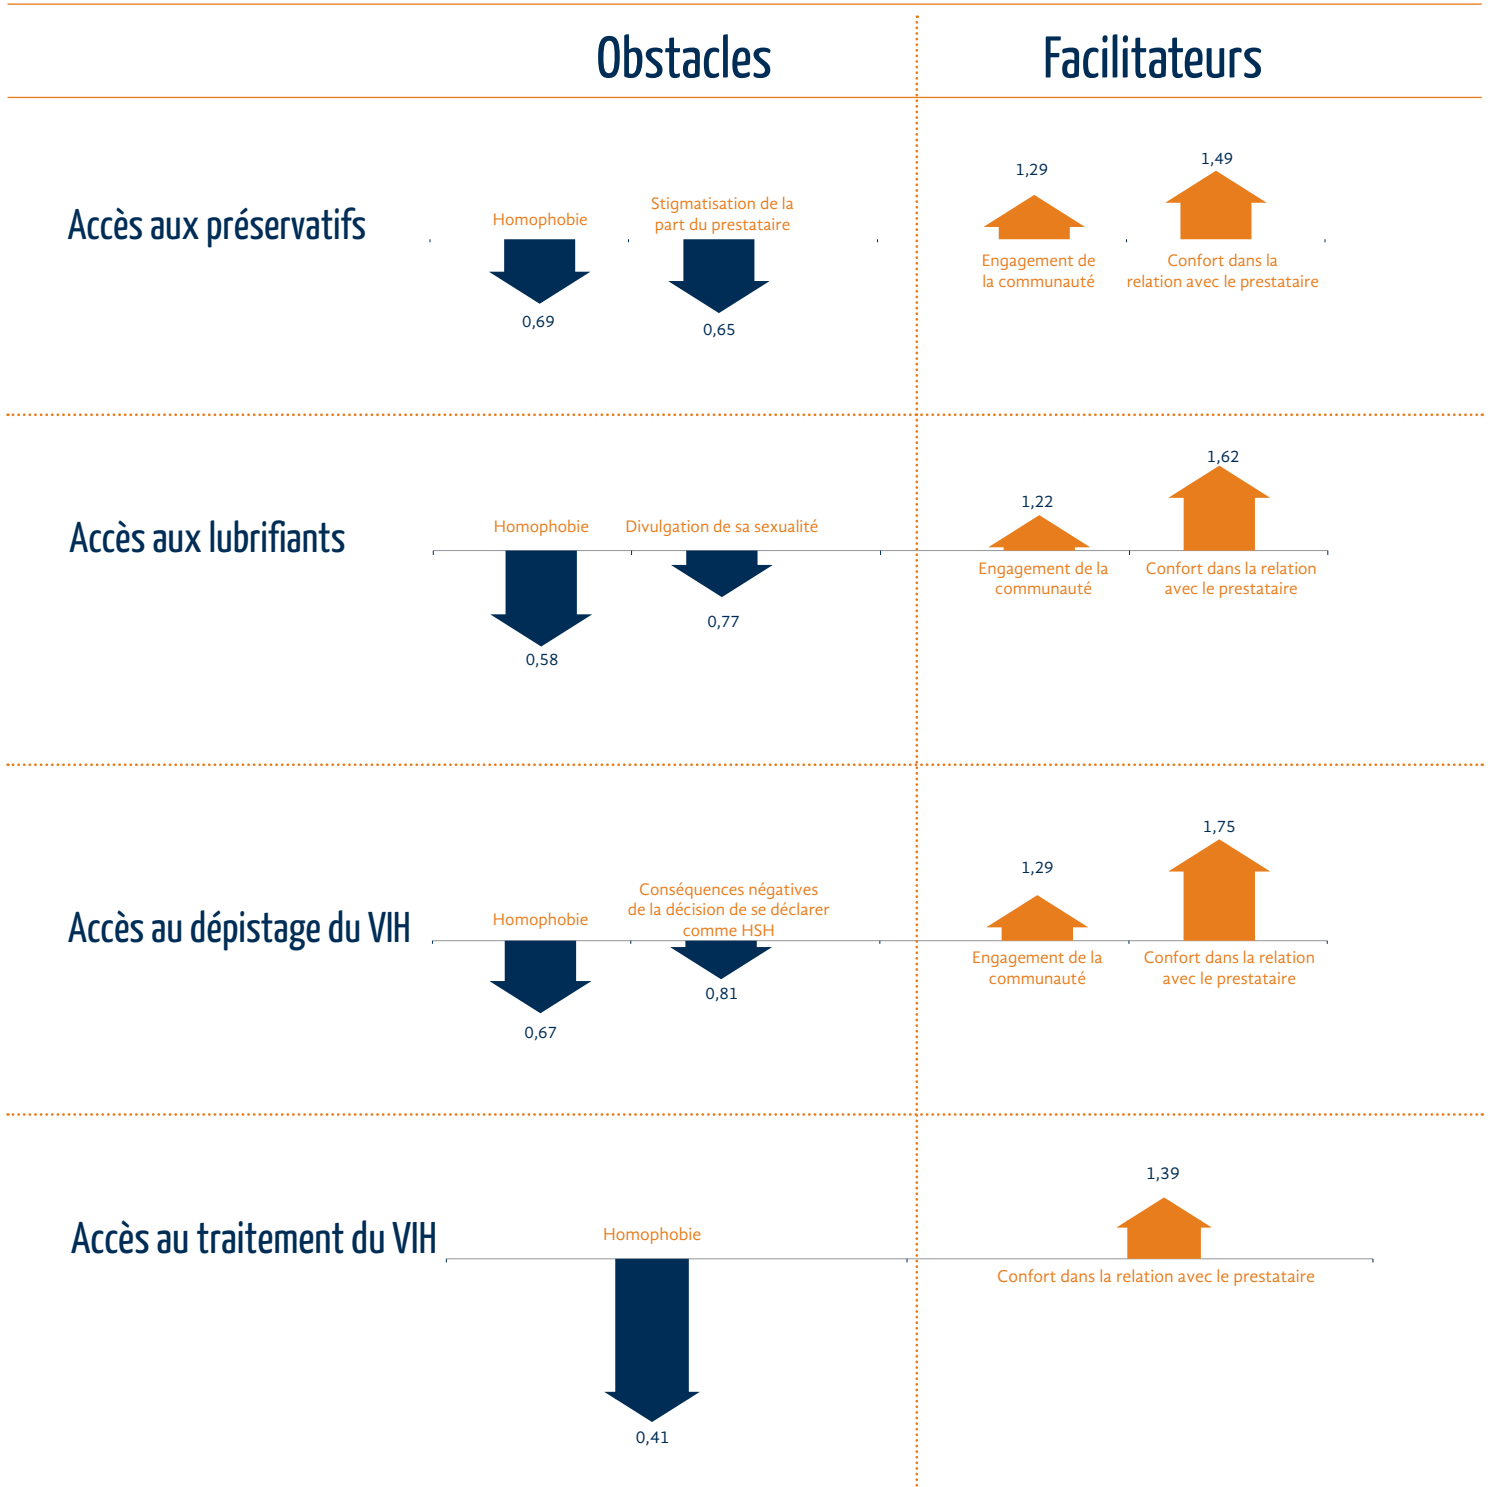 Obstacles
Facilitateurs
Accès aux préservatifs
Homophobie
Stigmatisation de la
part du prestataire
0,69
0,65
1,29
1,49
Engagement de
la communauté
Confort dans la
relation avec le prestataire
Accès aux lubrifiants
Homophobie
Divulgation de sa sexualité
0,58
0,77
1,22
1,62
Engagement de la
communauté
Confort dans la relation
avec le prestataire
Accès au dépistage du VIH
Homophobie
Conséquences négatives
de la décision de se déclarer
comme HSH
0,67
0,81
1,29
1,75
Engagement de la
communauté
Confort dans la relation
avec le prestataire
Accès au traitement du VIH
Homophobie
0,41
1,39
Confort dans la relation avec le prestataire